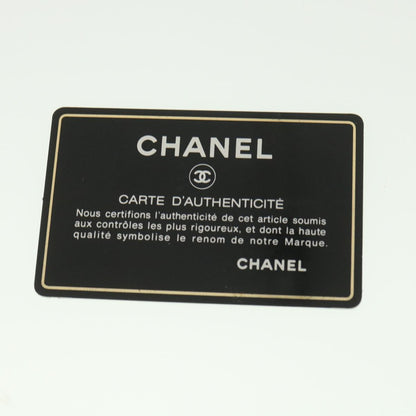 CHANEL
CARTE D'AUTHENTICITÉ
Nous certifions l'authenticité de cet article soumis
aux contrôles les plus rigoureux, et dont la haute
qualité symbolise le renom de notre Marque.
CHANEL